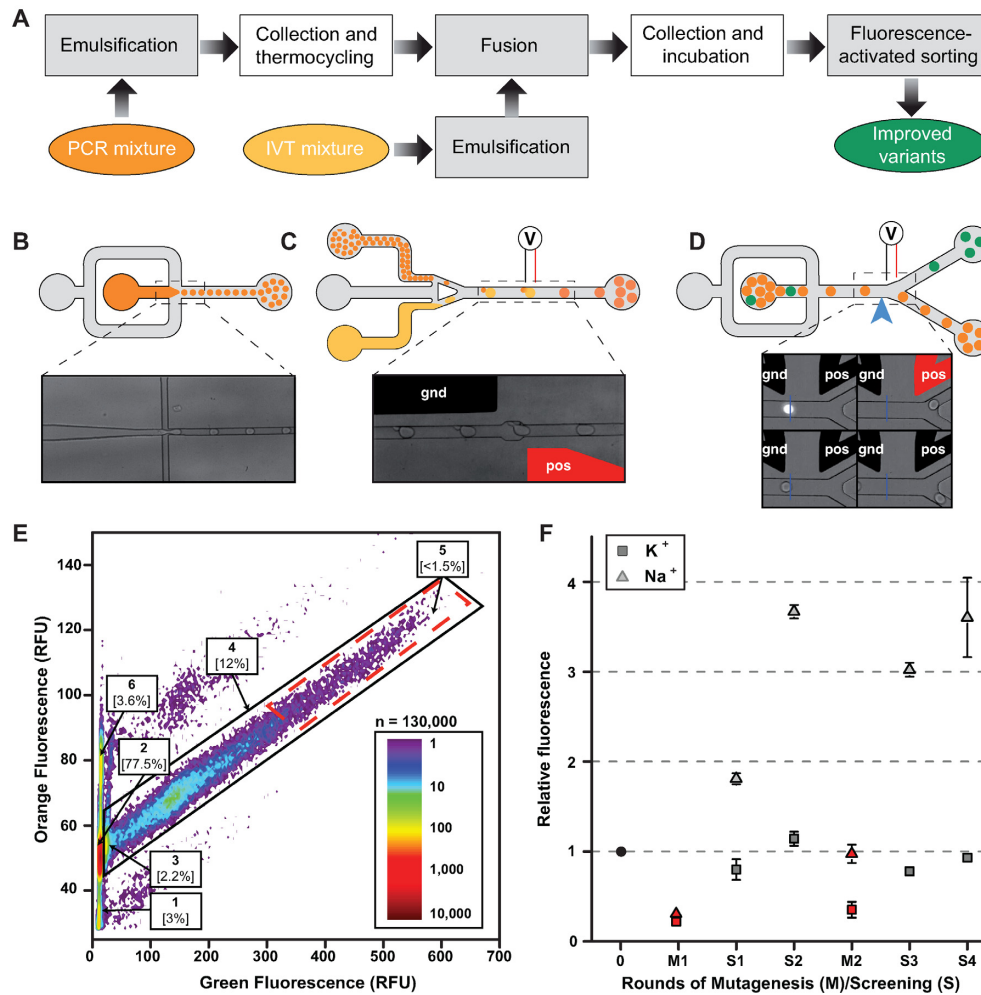 A
Emulsification
Collection and
thermocycling
Fusion
Collection and
incubation
Fluorescence-
activated sorting
PCR mixture
IVT mixture
Emulsification
Improved
variants
B
C
V
D
V
gnd
pos
gnd
pos
gnd
pos
gnd
pos
gnd
pos
E
Orange Fluorescence (RFU)
140
120
100
80
60
40
5
[<1.5%]
4
[12%]
6
[3.6%]
2
[77.5%]
3
[2.2%]
1
[3%]
n = 130,000
1
10
100
1,000
10,000
0
100
200
300
400
500
600
700
Green Fluorescence (RFU)
F
K+
Na+
Relative fluorescence
4
3
2
1
0
0
M1
S1
S2
M2
S3
S4
Rounds of Mutagenesis (M)/Screening (S)